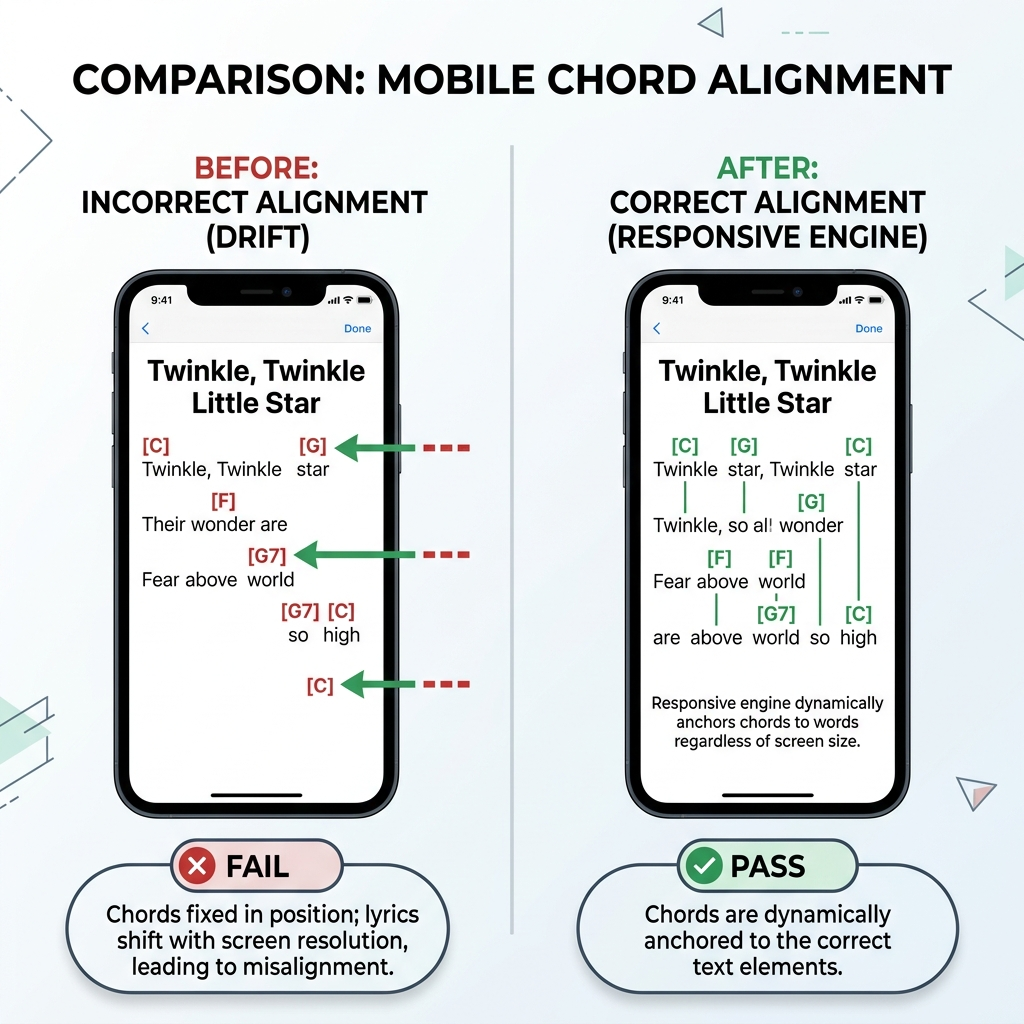 COMPARISON: MOBILE CHORD ALIGNMENT
BEFORE:
INCORRECT ALIGNMENT
(DRIFT)
9:41
Done
Twinkle, Twinkle
Little Star
[C] [G]
Twinkle, Twinkle star
[F]
Their wonder are
[G7]
Fear above world
[G7] [C]
so high
[C]
FAIL
Chords fixed in position; lyrics
shift with screen resolution,
leading to misalignment.
AFTER:
CORRECT ALIGNMENT
(RESPONSIVE ENGINE)
9:41
Done
Twinkle, Twinkle
Little Star
[C] [G] [C]
Twinkle star, Twinkle star
[G]
Twinkle, so all wonder
[F] [F]
Fear above world
[G7] [C]
are above world so high
Responsive engine dynamically
anchors chords to words
regardless of screen size.
PASS
Chords are dynamically
anchored to the correct
text elements.